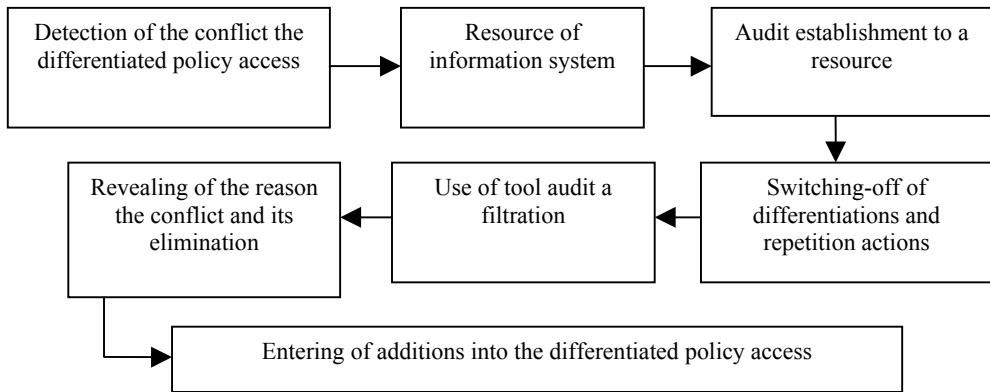 Detection of the conflict the
differentiated policy access
Resource of
information system
Audit establishment to a
resource
Switching-off of
differentiations and
repetition actions
Use of tool audit a
filtration
Revealing of the reason
the conflict and its
elimination
Entering of additions into the differentiated policy access